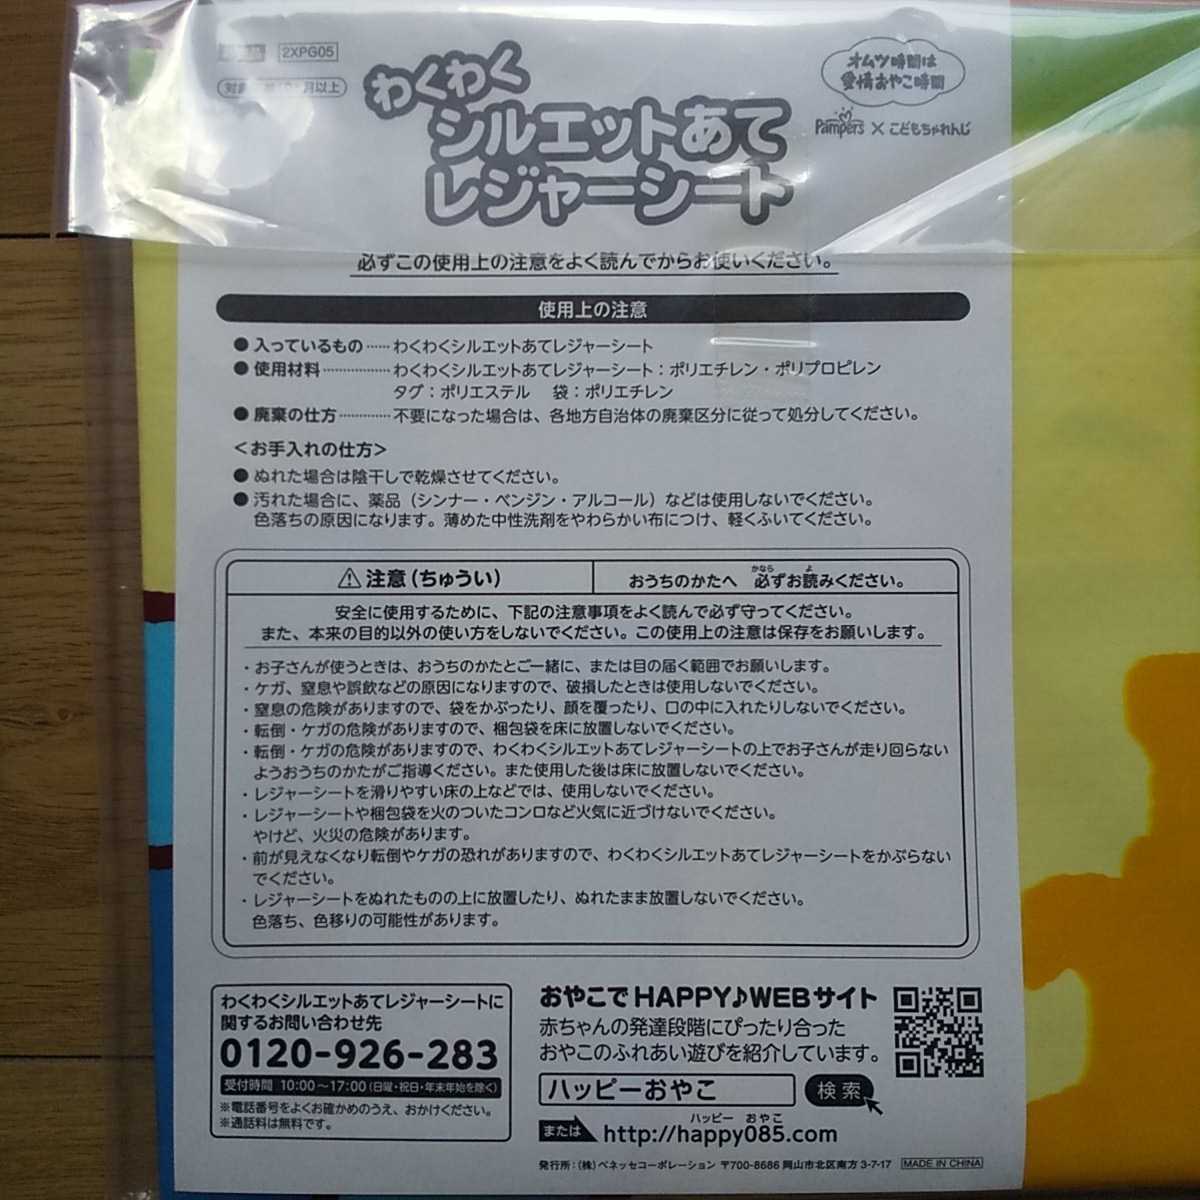 2XPG05
月以上
わくわく
シルエットあて
レジャーシート
オムツ時間は
愛情おやこ時間
Pampers × こどもちゃれんじ
必ずこの使用上の注意をよく読んでからお使いください。
使用上の注意
● 入っているもの……わくわくシルエットあてレジャーシート
● 使用材料……………わくわくシルエットあてレジャーシート：ポリエチレン・ポリプロピレン
タグ：ポリエステル　袋：ポリエチレン
● 廃棄の仕方…………不要になった場合は、各地方自治体の廃棄区分に従って処分してください。
＜お手入れの仕方＞
● ぬれた場合は陰干しで乾燥させてください。
● 汚れた場合に、薬品（シンナー・ベンジン・アルコール）などは使用しないでください。
色落ちの原因になります。薄めた中性洗剤をやわらかい布につけ、軽くふいてください。
⚠ 注意（ちゅうい）
おうちのかたへ　必ずお読みください。
かなら　よ
安全に使用するために、下記の注意事項をよく読んで必ず守ってください。
また、本来の目的以外の使い方をしないでください。この使用上の注意は保存をお願いします。
・お子さんが使うときは、おうちのかたとご一緒に、または目の届く範囲でお願いします。
・ケガ、窒息や誤飲などの原因になりますので、破損したときは使用しないでください。
・窒息の危険がありますので、袋をかぶったり、顔を覆ったり、口の中に入れたりしないでください。
・転倒・ケガの危険がありますので、梱包袋を床に放置しないでください。
・転倒・ケガの危険がありますので、わくわくシルエットあてレジャーシートの上でお子さんが走り回らない
ようおうちのかたがご指導ください。また使用した後は床に放置しないでください。
・レジャーシートを滑りやすい床の上などでは、使用しないでください。
・レジャーシートや梱包袋を火のついたコンロなど火気に近づけないでください。
やけど、火災の危険があります。
・前が見えなくなり転倒やケガの恐れがありますので、わくわくシルエットあてレジャーシートをかぶらない
でください。
・レジャーシートをぬれたものの上に放置したり、ぬれたまま放置しないでください。
色落ち、色移りの可能性があります。
わくわくシルエットあてレジャーシートに
関するお問い合わせ先
0120-926-283
受付時間 10:00～17:00（日曜・祝日・年末年始を除く）
※電話番号をよくお確かめのうえ、おかけください。
※通話料は無料です。
おやこでHAPPY♪WEBサイト
赤ちゃんの発達段階にぴったり合った
おやこのふれあい遊びを紹介しています。
ハッピーおやこ
検索
ハッピー　おやこ
または http://happy085.com
発行所：（株）ベネッセコーポレーション 〒700-8686 岡山市北区南方 3-7-17
MADE IN CHINA